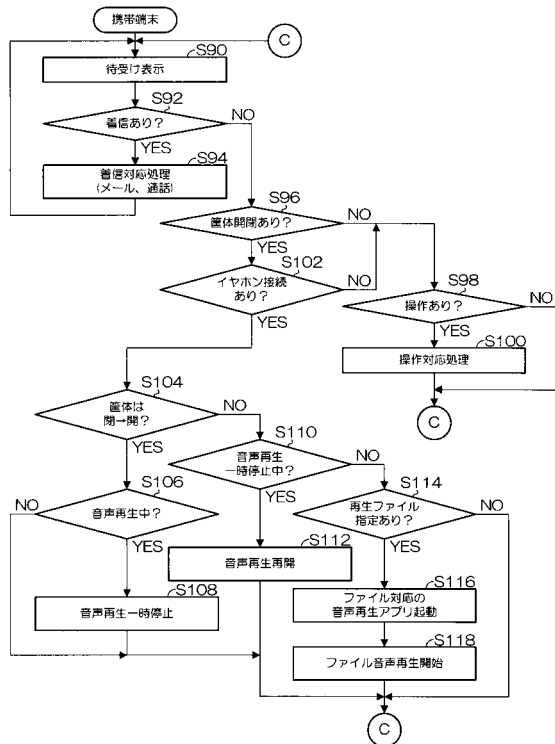 携帯端末
C
S90
待受け表示
S92
着信あり?
NO
YES
S94
着信対応処理
(メール、通話)
S96
筐体開閉あり?
NO
YES
S102
イヤホン接続
あり?
NO
YES
S98
操作あり?
NO
YES
S100
操作対応処理
C
S104
筐体は
閉→開?
NO
YES
S110
音声再生
一時停止中?
NO
YES
S106
音声再生中?
NO
YES
S114
再生ファイル
指定あり?
NO
YES
S112
音声再生再開
S108
音声再生一時停止
S116
ファイル対応の
音声再生アプリ起動
S118
ファイル音声再生開始
C